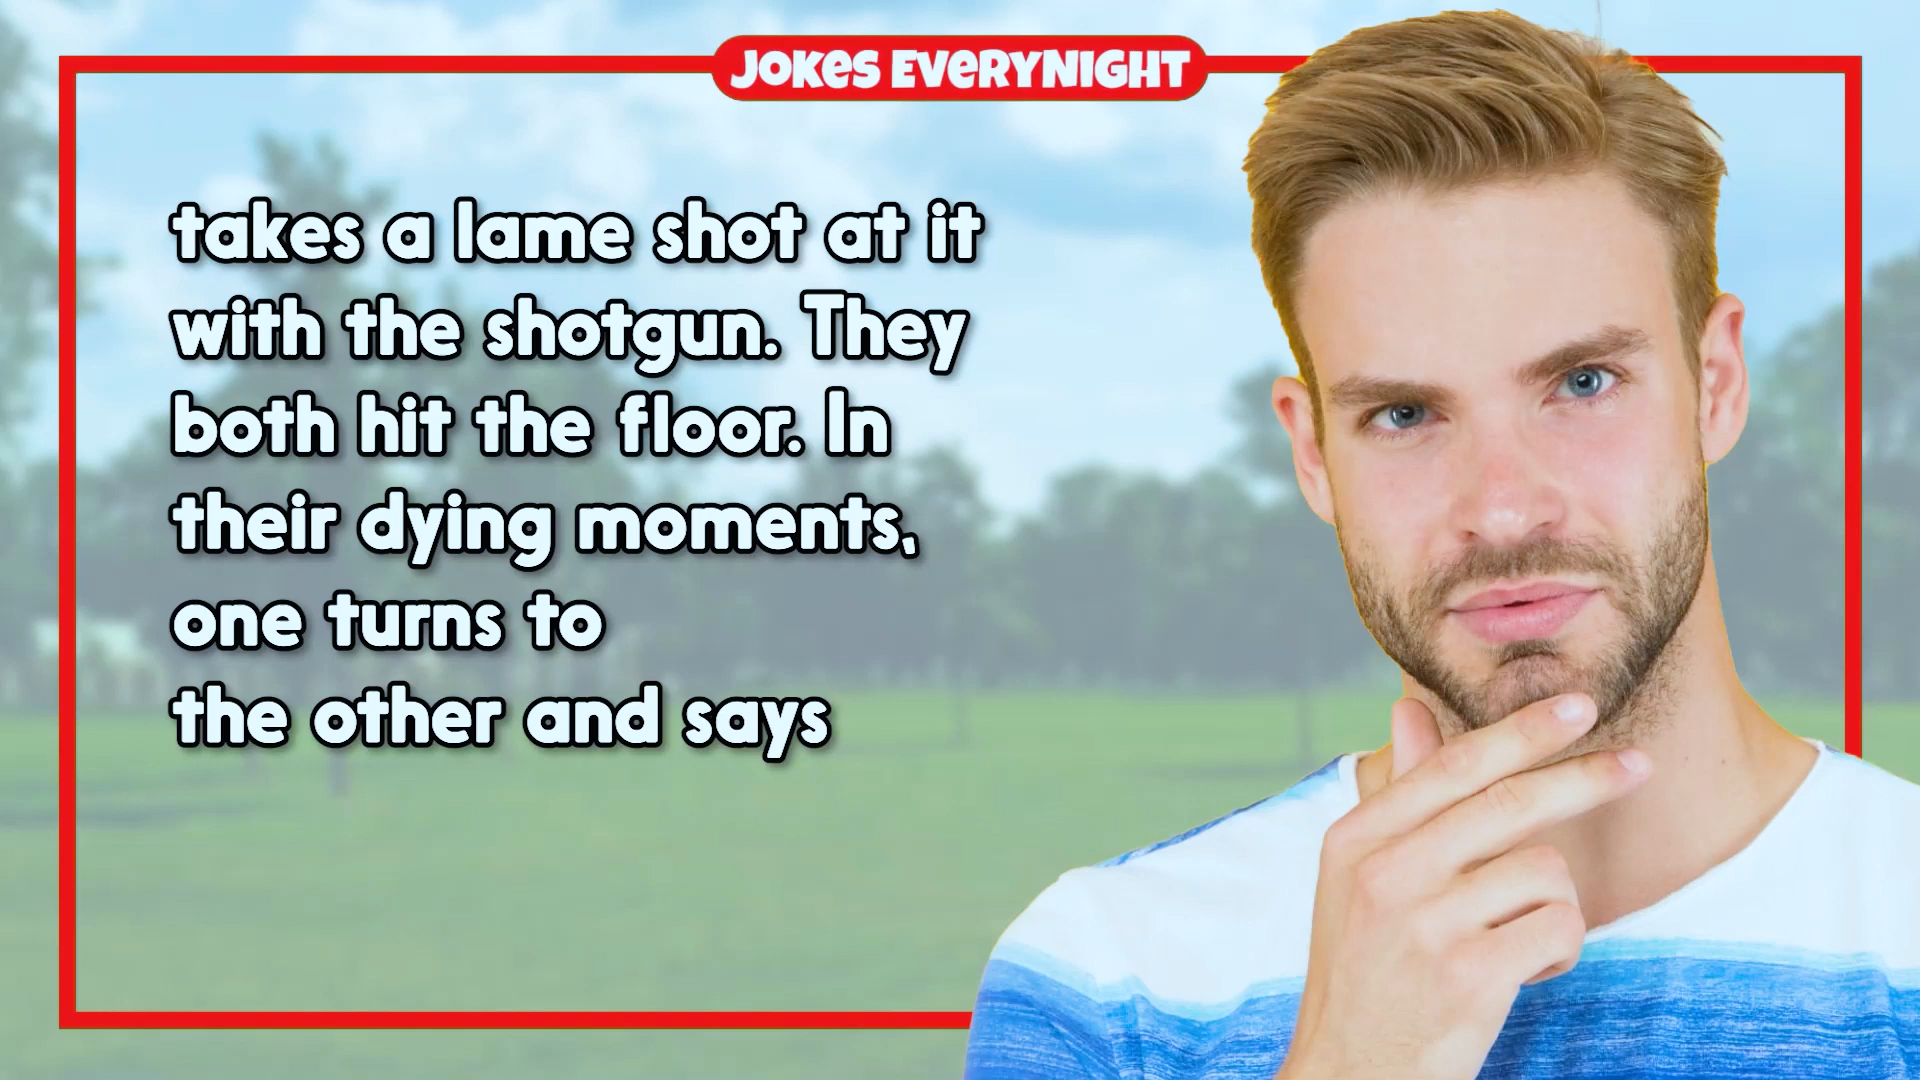 JOKES EVERYNIGHT
takes a lame shot at it
with the shotgun. They
both hit the floor. In
their dying moments,
one turns to
the other and says